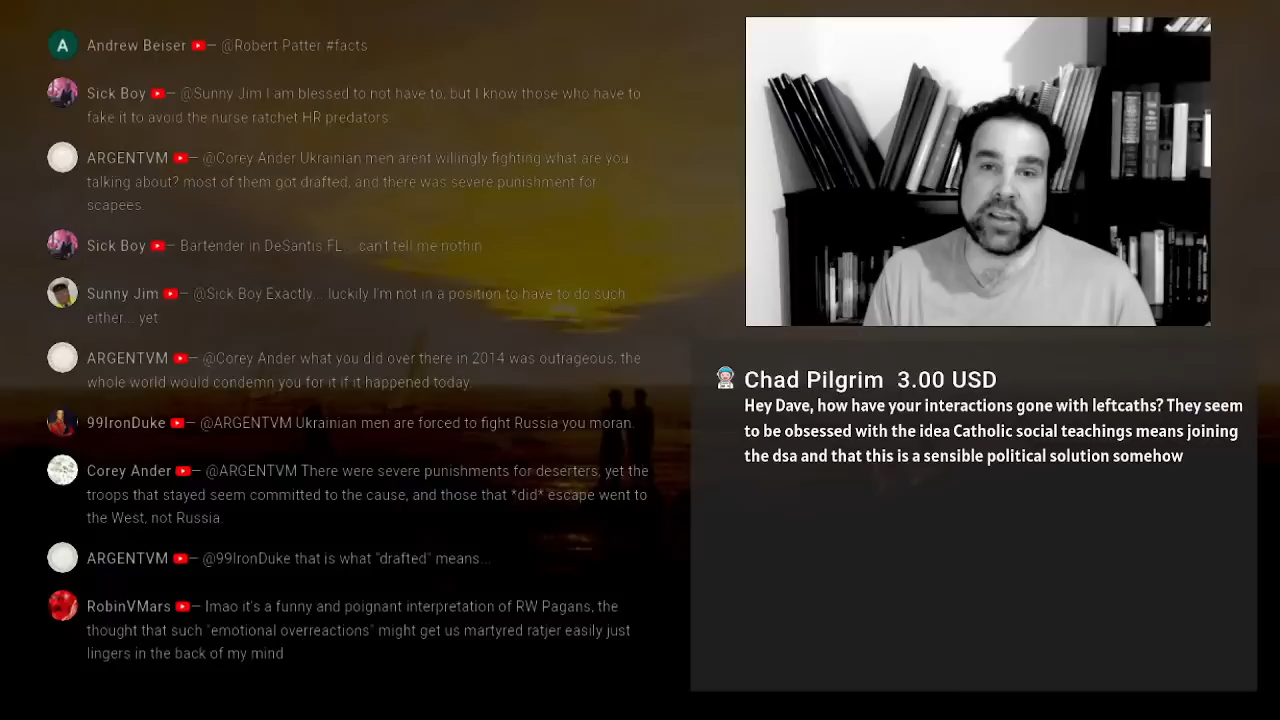 A
Andrew Beiser — @Robert Patter #facts
Sick Boy — @Sunny Jim I am blessed to not have to, but I know those who have to
fake it to avoid the nurse ratchet HR predators
ARGENTVM — @Corey Ander Ukrainian men arent willingly fighting what are you
talking about? most of them got drafted, and there was severe punishment for
scapees.
Sick Boy — Bartender in DeSantis FL... can't tell me nothin
Sunny Jim — @Sick Boy Exactly... luckily I'm not in a position to have to do such
either... yet
ARGENTVM — @Corey Ander what you did over there in 2014 was outrageous, the
whole world would condemn you for it if it happened today.
99IronDuke — @ARGENTVM Ukrainian men are forced to fight Russia you moran.
Corey Ander — @ARGENTVM There were severe punishments for deserters, yet the
troops that stayed seem committed to the cause, and those that *did* escape went to
the West, not Russia
ARGENTVM — @99IronDuke that is what "drafted" means...
RobinVMars — lmao it's a funny and poignant interpretation of RW Pagans, the
thought that such "emotional overreactions" might get us martyred ratjer easily just
lingers in the back of my mind
Chad Pilgrim 3.00 USD
Hey Dave, how have your interactions gone with leftcaths? They seem
to be obsessed with the idea Catholic social teachings means joining
the dsa and that this is a sensible political solution somehow